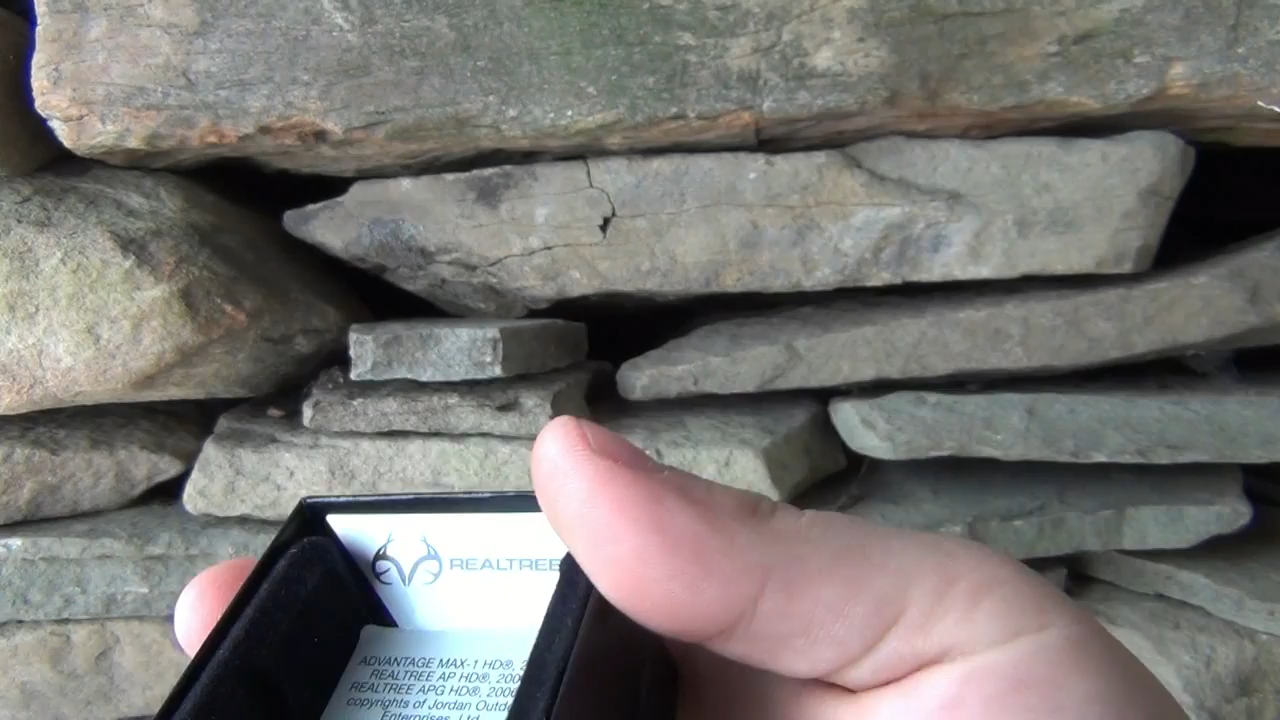 REALTREE
ADVANTAGE MAX-1 HD®, 2
REALTREE AP HD®, 200
REALTREE APG HD®, 2006
copyrights of Jordan Outdo
Enterprises, Ltd